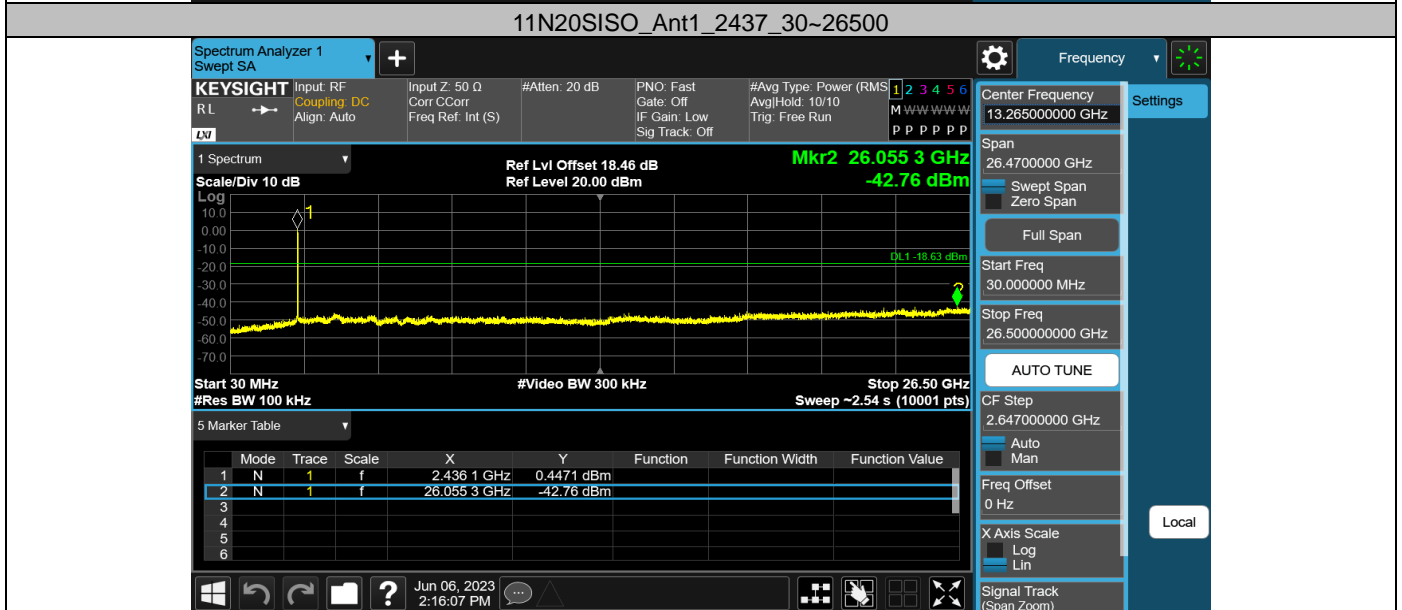 11N20SISO_Ant1_2437_30~26500
Spectrum Analyzer 1
Swept SA
+
Frequency
KEYSIGHT
RL
LXI
Input: RF
Coupling: DC
Align: Auto
Input Z: 50 Ω
Corr CCorr
Freq Ref: Int (S)
#Atten: 20 dB
PNO: Fast
Gate: Off
IF Gain: Low
Sig Track: Off
#Avg Type: Power (RMS
Avg|Hold: 10/10
Trig: Free Run
1 2 3 4 5 6
M W W W W W
P P P P P P
1 Spectrum
Scale/Div 10 dB
Ref Lvl Offset 18.46 dB
Ref Level 20.00 dBm
Mkr2 26.055 3 GHz
-42.76 dBm
Log
10.0
0.00
-10.0
-20.0
-30.0
-40.0
-50.0
-60.0
-70.0
1
DL1 -18.63 dBm
2
Start 30 MHz
#Video BW 300 kHz
Stop 26.50 GHz
#Res BW 100 kHz
Sweep ~2.54 s (10001 pts)
5 Marker Table
Mode Trace Scale X Y Function Function Width Function Value
1 N 1 f 2.436 1 GHz 0.4471 dBm
2 N 1 f 26.055 3 GHz -42.76 dBm
3
4
5
6
?
Jun 06, 2023
2:16:07 PM
Center Frequency
13.265000000 GHz
Settings
Span
26.4700000 GHz
Swept Span
Zero Span
Full Span
Start Freq
30.000000 MHz
Stop Freq
26.500000000 GHz
AUTO TUNE
CF Step
2.647000000 GHz
Auto
Man
Freq Offset
0 Hz
Local
X Axis Scale
Log
Lin
Signal Track
(Span Zoom)